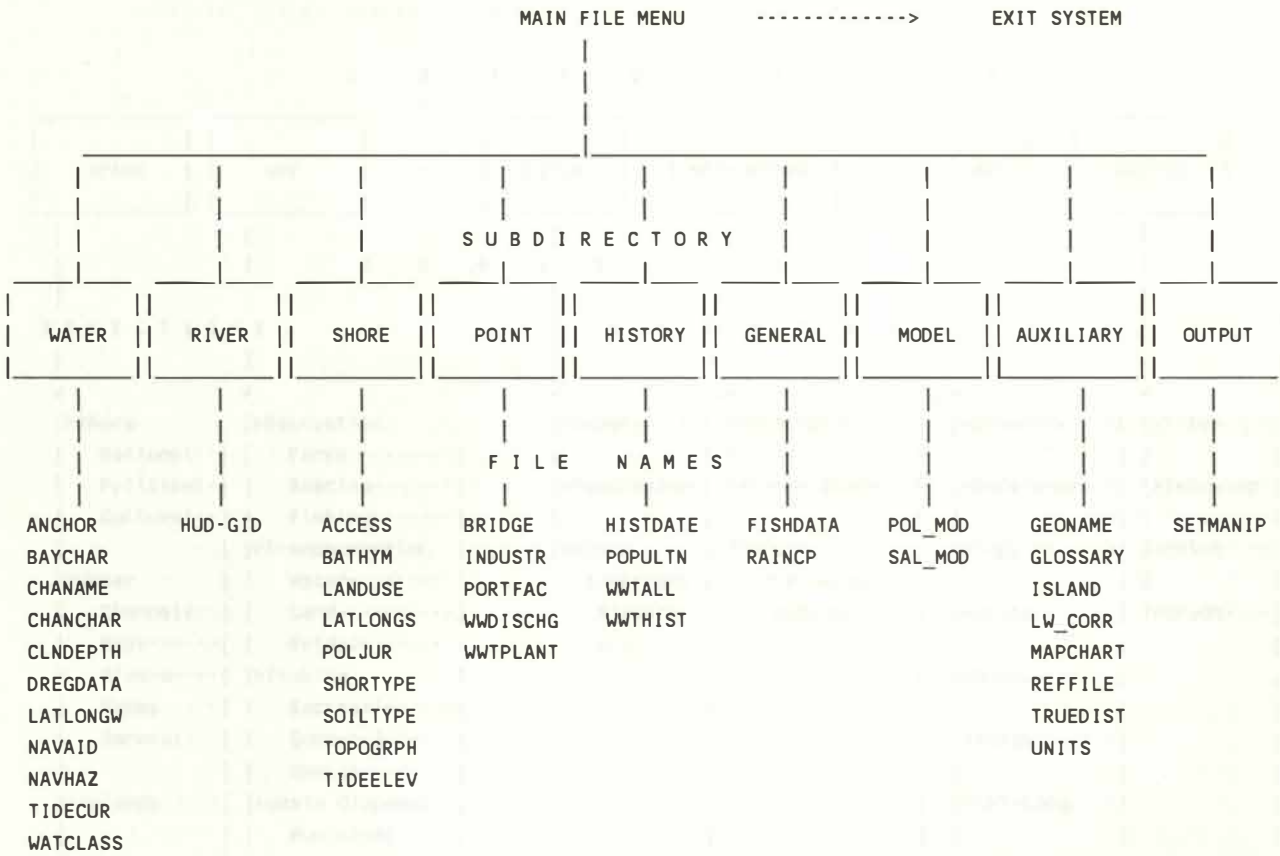 MAIN FILE MENU -------------> EXIT SYSTEM
SUBDIRECTORY
WATER RIVER SHORE POINT HISTORY GENERAL MODEL AUXILIARY OUTPUT
FILE NAMES
ANCHOR HUD-GID ACCESS BRIDGE HISTDATE FISHDATA POL_MOD GEONAME SETMANIP
BAYCHAR BATHYM INDUSTR POPULTN RAINCP SAL_MOD GLOSSARY
CHANAME LANDUSE PORTFAC WWTALL ISLAND
CHANCHAR LATLONGS WWDISCHG WWTHIST LW_CORR
CLNDEPTH POLJUR WWTPLANT MAPCHART
DREGDATA SHORTYPE REFFILE
LATLONGW SOILTYPE TRUEDIST
NAVAID TOPOGRPH UNITS
NAVHAZ TIDEELEV
TIDECUR
WATCLASS